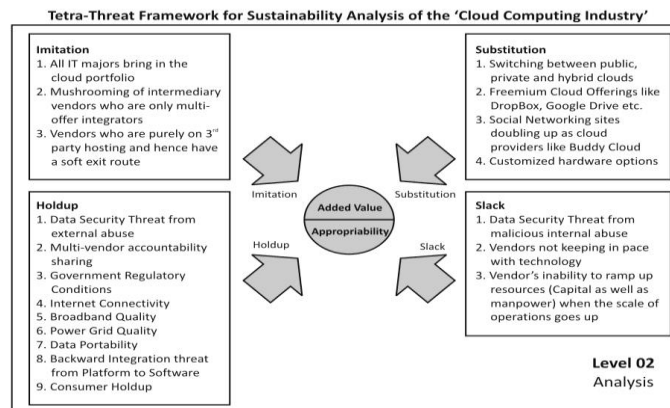 Tetra-Threat Framework for Sustainability Analysis of the ‘Cloud Computing Industry’
Imitation
1. All IT majors bring in the
cloud portfolio
2. Mushrooming of intermediary
vendors who are only multi-
offer integrators
3. Vendors who are purely on 3rd
party hosting and hence have
a soft exit route
Substitution
1. Switching between public,
private and hybrid clouds
2. Freemium Cloud Offerings like
DropBox, Google Drive etc.
3. Social Networking sites
doubling up as cloud
providers like Buddy Cloud
4. Customized hardware options
Imitation
Substitution
Added Value
Appropriability
Holdup
Slack
Holdup
1. Data Security Threat from
external abuse
2. Multi-vendor accountability
sharing
3. Government Regulatory
Conditions
4. Internet Connectivity
5. Broadband Quality
6. Power Grid Quality
7. Data Portability
8. Backward Integration threat
from Platform to Software
9. Consumer Holdup
Slack
1. Data Security Threat from
malicious internal abuse
2. Vendors not keeping in pace
with technology
3. Vendor’s inability to ramp up
resources (Capital as well as
manpower) when the scale of
operations goes up
Level 02
Analysis